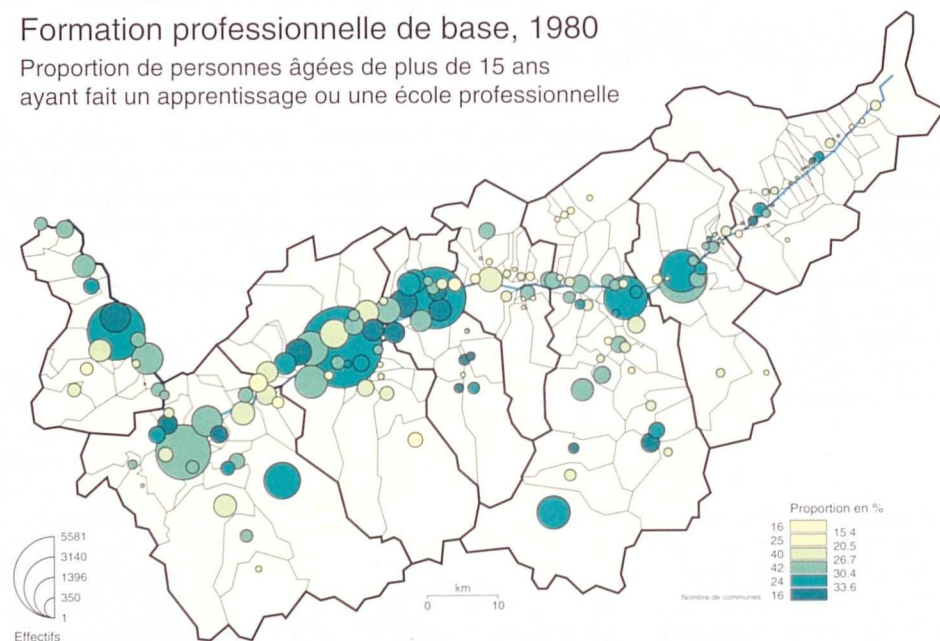 Formation professionnelle de base, 1980
Proportion de personnes âgées de plus de 15 ans
ayant fait un apprentissage ou une école professionnelle
5581
3140
1396
350
1
Effectifs
km
0 10
Proportion en %
16
15.4
25
20.5
40
26.7
42
30.4
24
33.6
16
Nombre de communes